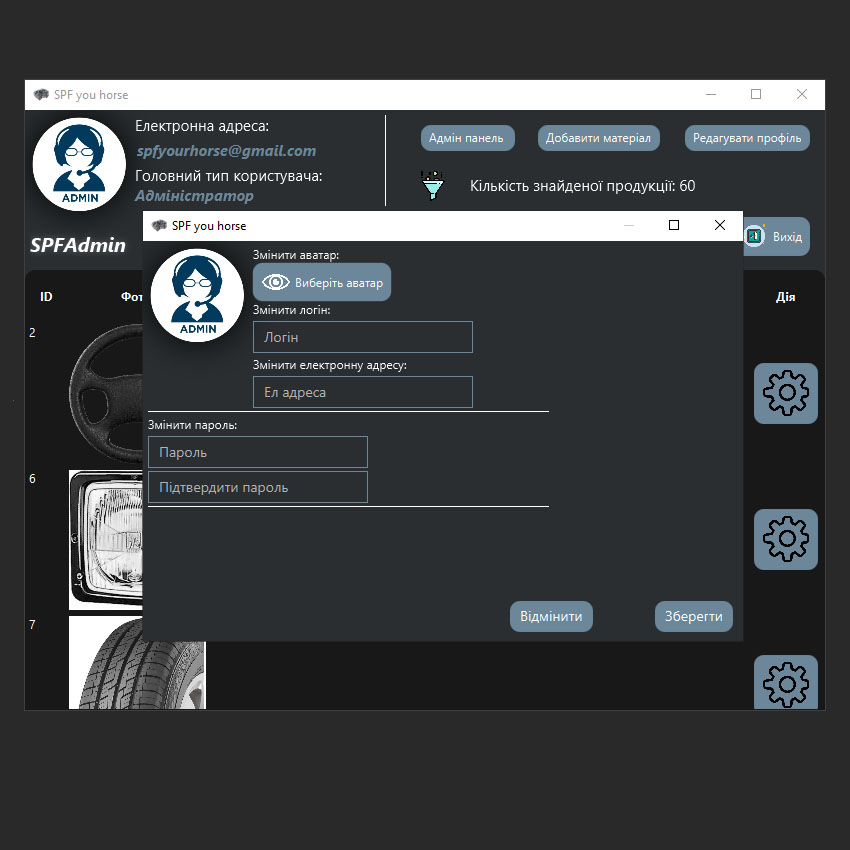 SPF you horse
Електронна адреса:
spfyourhorse@gmail.com
Головний тип користувача:
Адміністратор
ADMIN
SPFAdmin
Адмін панель
Добавити матеріал
Редагувати профіль
Кількість знайденої продукції: 60
Вихід
ID
Фот
Дія
2
6
7
SPF you horse
ADMIN
Змінити аватар:
Виберіть аватар
Змінити логін:
Логін
Змінити електронну адресу:
Ел адреса
Змінити пароль:
Пароль
Підтвердити пароль
Відмінити
Зберегти